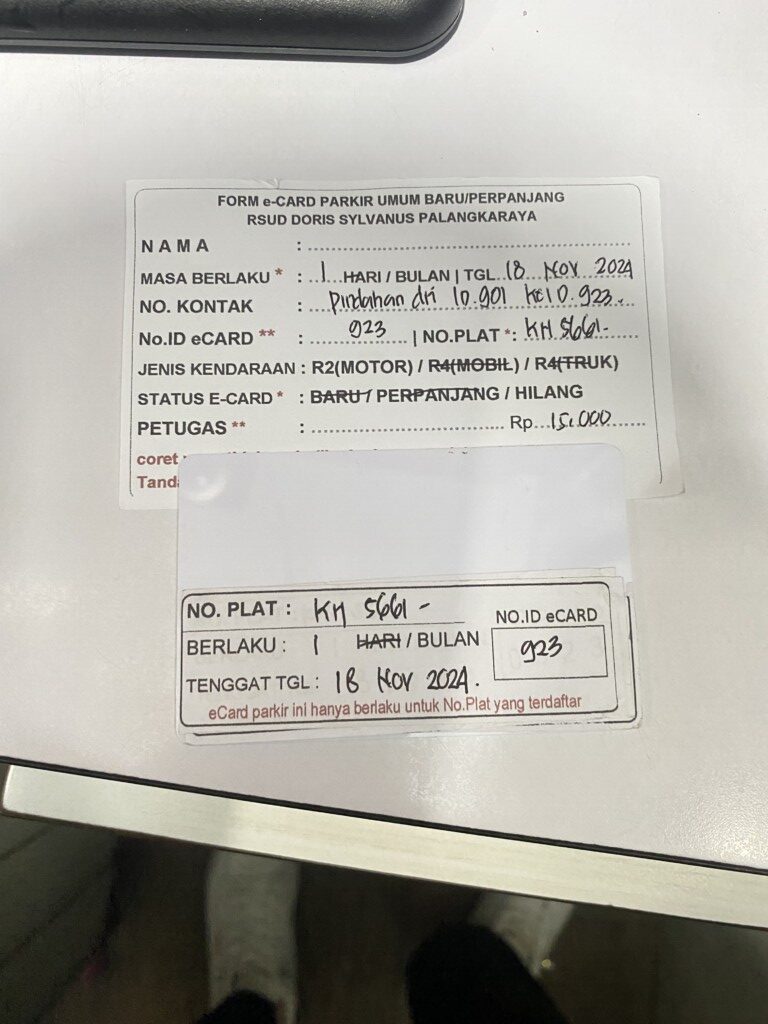 FORM e-CARD PARKIR UMUM BARU/PERPANJANG
RSUD DORIS SYLVANUS PALANGKARAYA
NAMA :
MASA BERLAKU * : 1 HARI / BULAN | TGL. 18 Nov 2024
NO. KONTAK : Pindahan dri 10.901 ke 10.923.
No.ID eCARD ** : 923 | NO.PLAT *: KH 5661-
JENIS KENDARAAN : R2(MOTOR) / R4(MOBIL) / R4(TRUK)
STATUS E-CARD * : BARU / PERPANJANG / HILANG
PETUGAS ** : Rp. 15.000
coret
NO. PLAT : KH 5661 -
NO.ID eCARD
BERLAKU : 1 HARI / BULAN
923
TENGGAT TGL : 18 Nov 2024.
eCard parkir ini hanya berlaku untuk No.Plat yang terdaftar